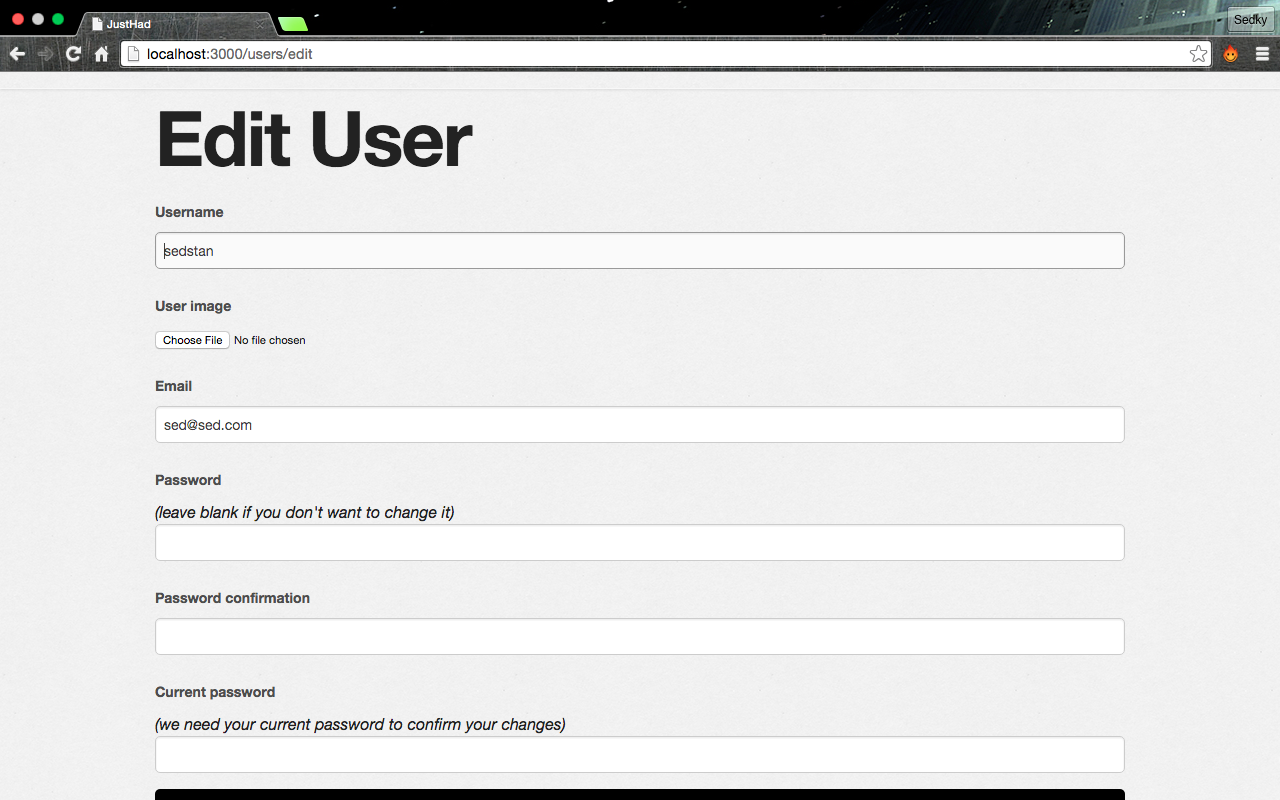 JustHad
Sedky
localhost:3000/users/edit
Edit User
Username
sedstan
User image
Choose File No file chosen
Email
sed@sed.com
Password
(leave blank if you don't want to change it)
Password confirmation
Current password
(we need your current password to confirm your changes)